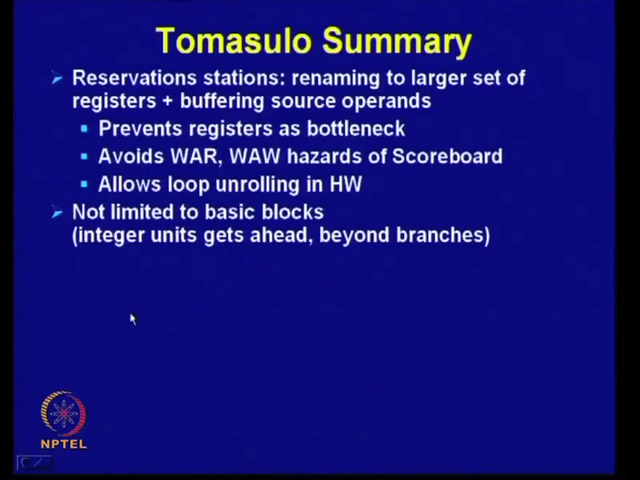 Tomasulo Summary
Reservations stations: renaming to larger set of
registers + buffering source operands
Prevents registers as bottleneck
Avoids WAR, WAW hazards of Scoreboard
Allows loop unrolling in HW
Not limited to basic blocks
(integer units gets ahead, beyond branches)
NPTEL